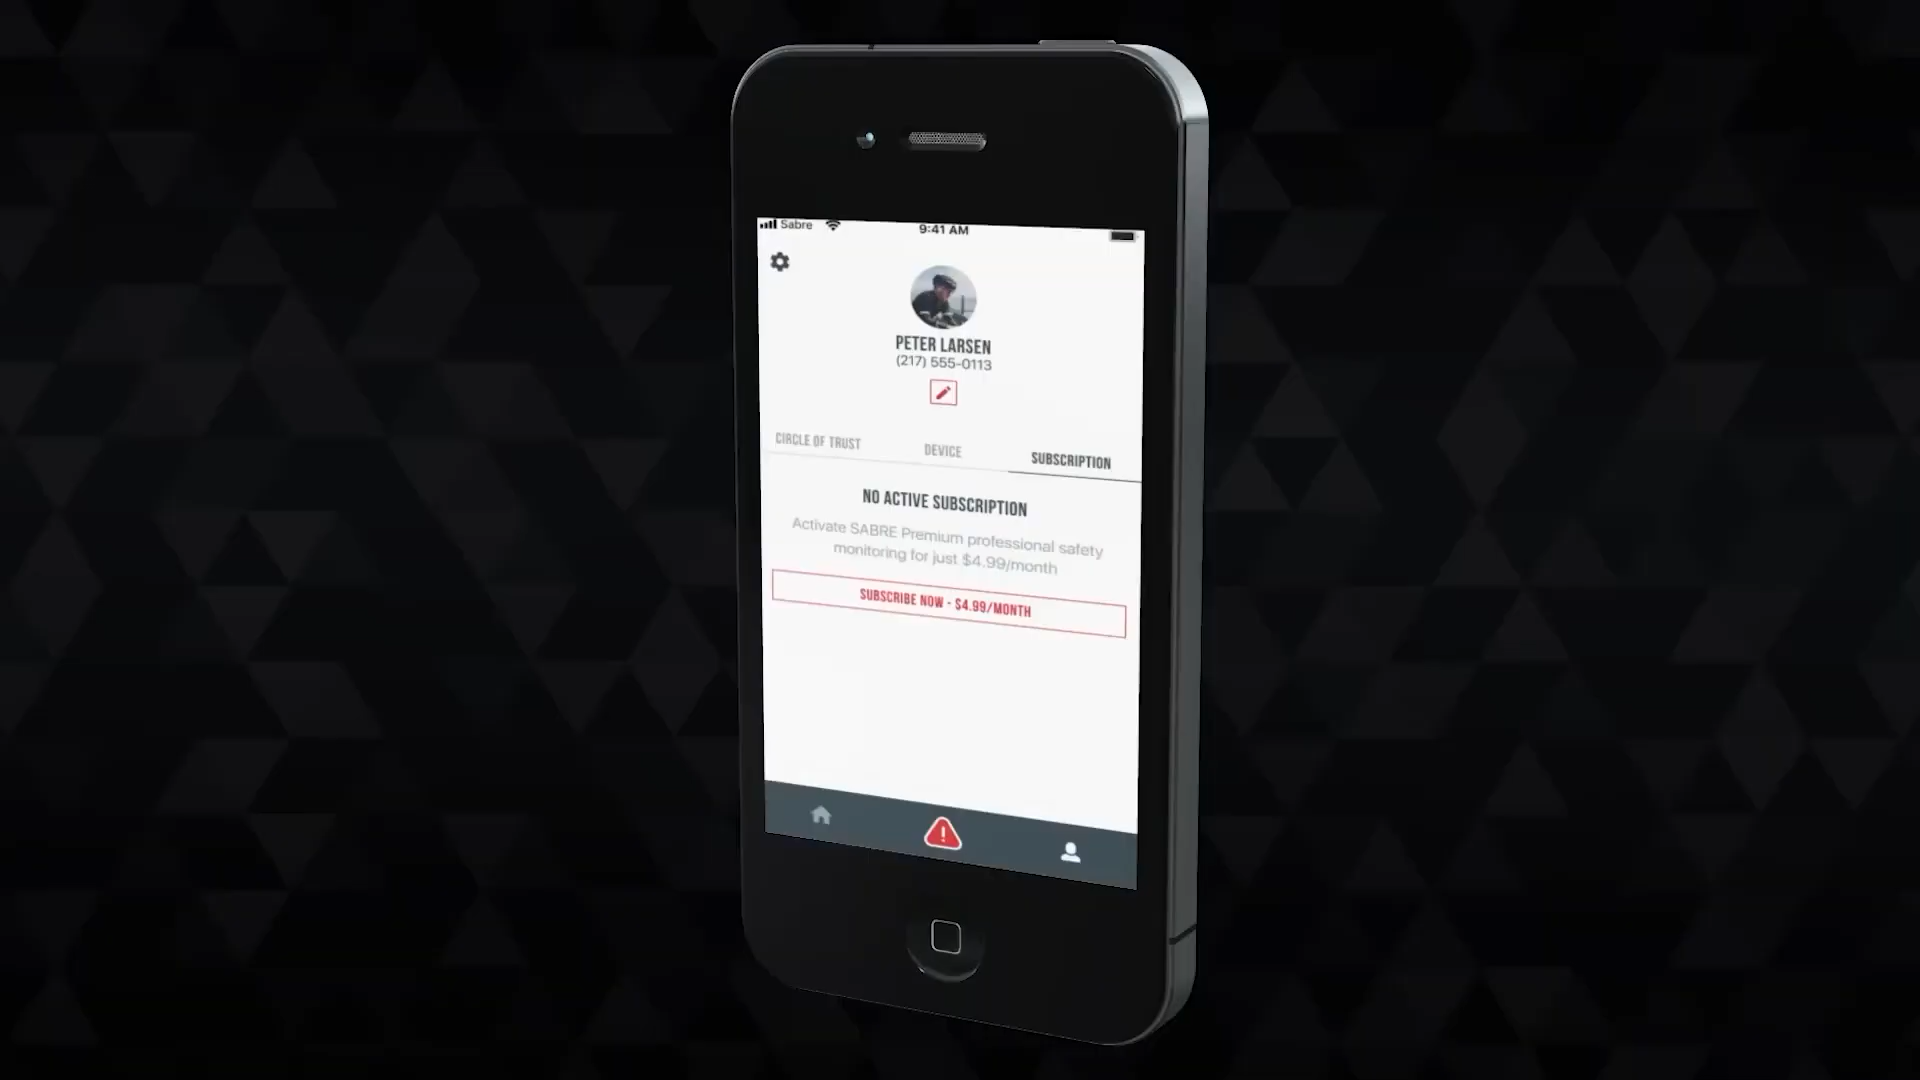 Sabre
9:41 AM
PETER LARSEN
(217) 555-0113
CIRCLE OF TRUST
DEVICE
SUBSCRIPTION
NO ACTIVE SUBSCRIPTION
Activate SABRE Premium professional safety
monitoring for just $4.99/month
SUBSCRIBE NOW - $4.99/MONTH